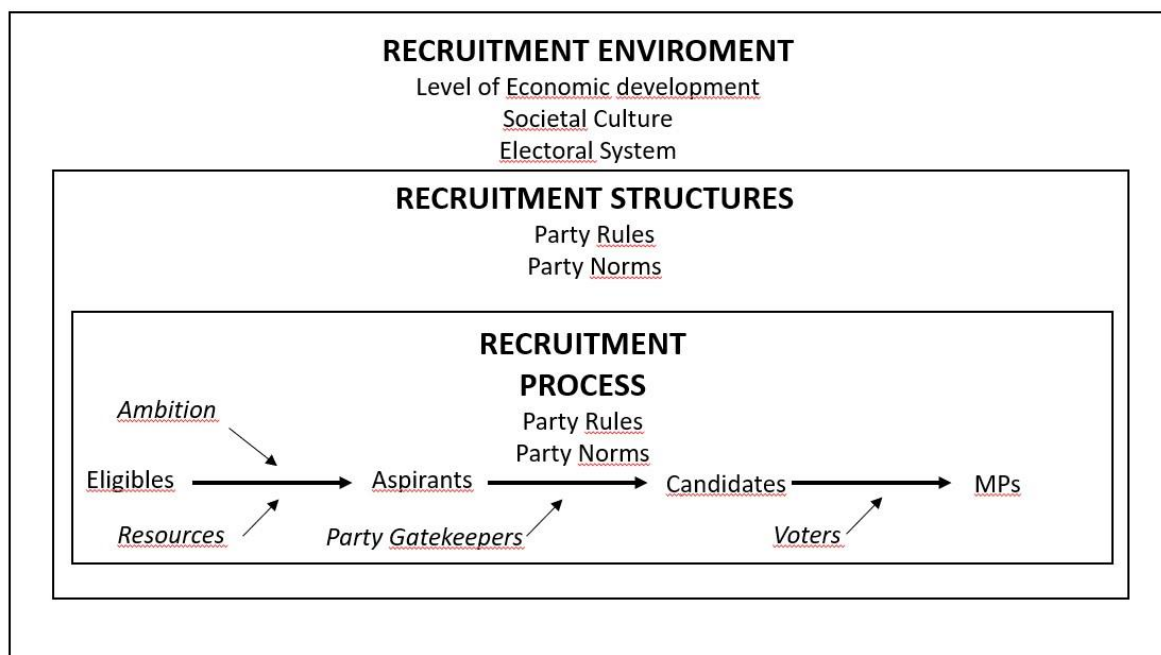 RECRUITMENT ENVIROMENT
Level of Economic development
Societal Culture
Electoral System
RECRUITMENT STRUCTURES
Party Rules
Party Norms
RECRUITMENT
PROCESS
Party Rules
Party Norms
Ambition
Eligibles
Aspirants
Candidates
MPs
Resources
Party Gatekeepers
Voters